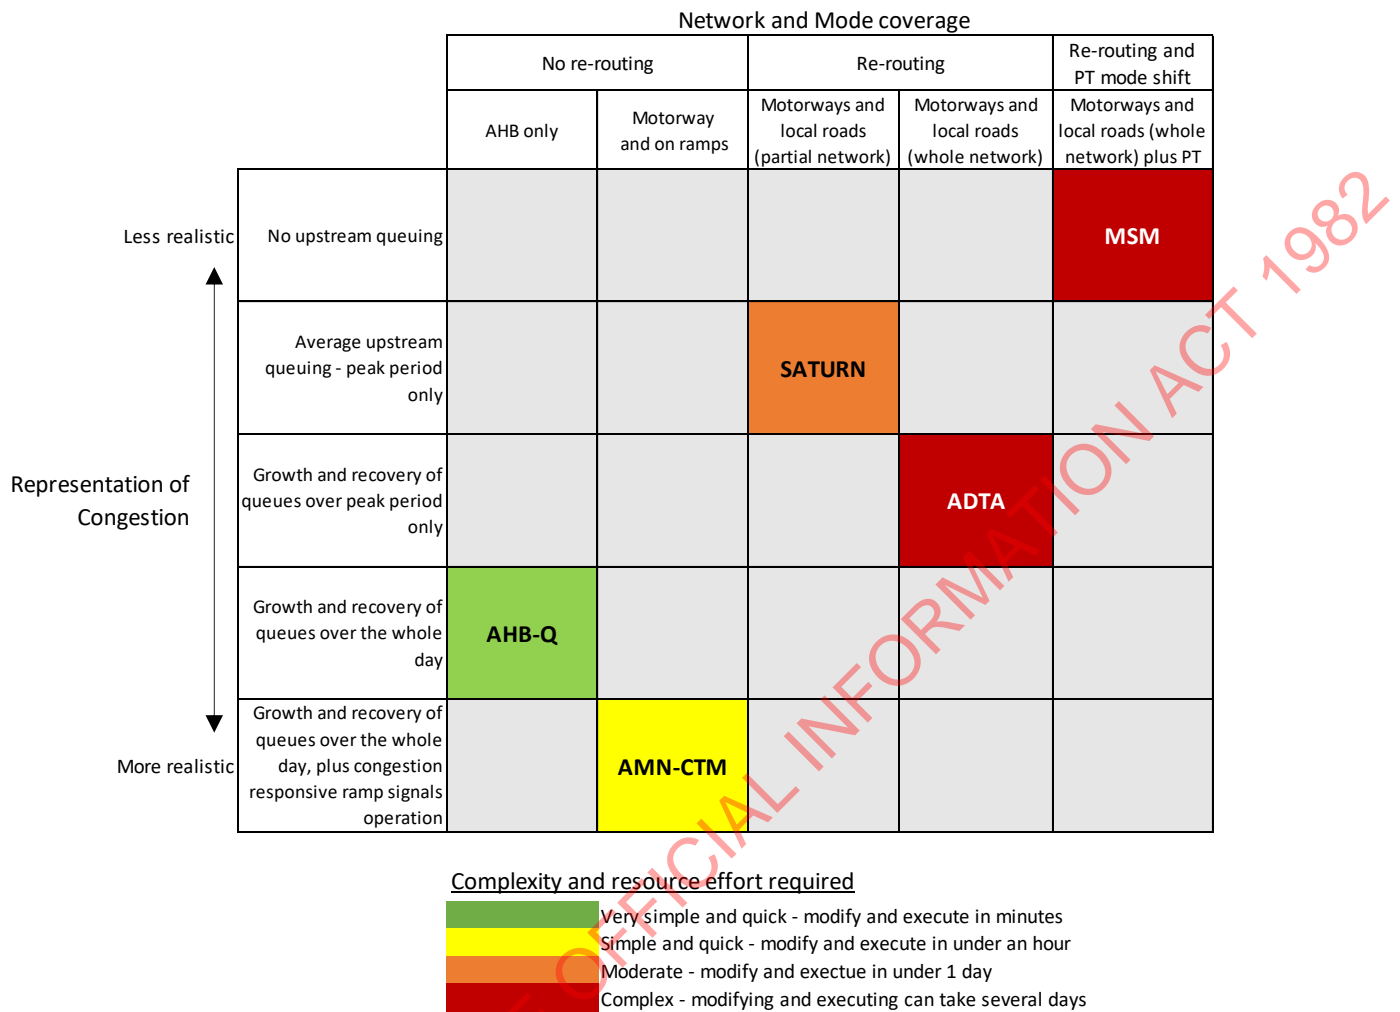 Network and Mode coverage
No re-routing
Re-routing
Re-routing and
PT mode shift
AHB only
Motorway
and on ramps
Motorways and
local roads
(partial network)
Motorways and
local roads
(whole network)
Motorways and
local roads (whole
network) plus PT
Less realistic
No upstream queuing
MSM
Average upstream
queuing - peak period
only
SATURN
Representation of
Congestion
Growth and recovery of
queues over peak period
only
ADTA
Growth and recovery of
queues over the whole
day
AHB-Q
More realistic
Growth and recovery of
queues over the whole
day, plus congestion
responsive ramp signals
operation
AMN-CTM
Complexity and resource effort required
Very simple and quick - modify and execute in minutes
Simple and quick - modify and execute in under an hour
Moderate - modify and exectue in under 1 day
Complex - modifying and executing can take several days
OFFICIAL INFORMATION ACT 1982